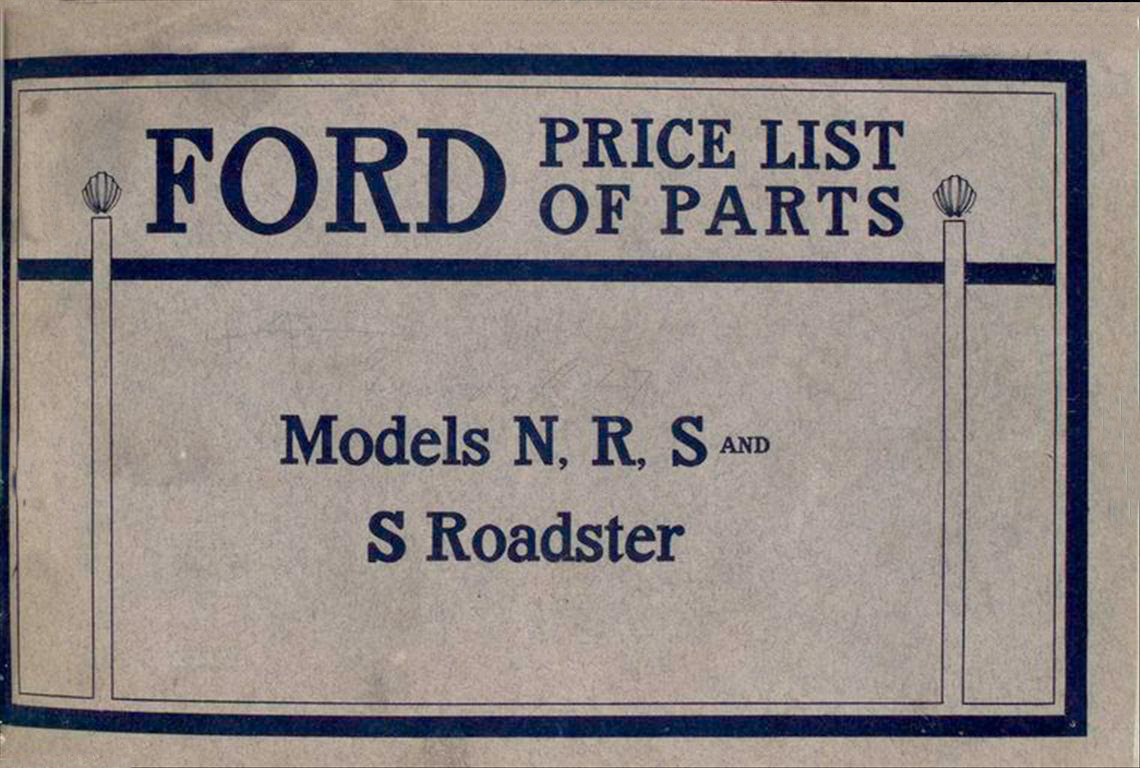 FORD PRICE LIST
OF PARTS
Models N, R, S AND
S Roadster